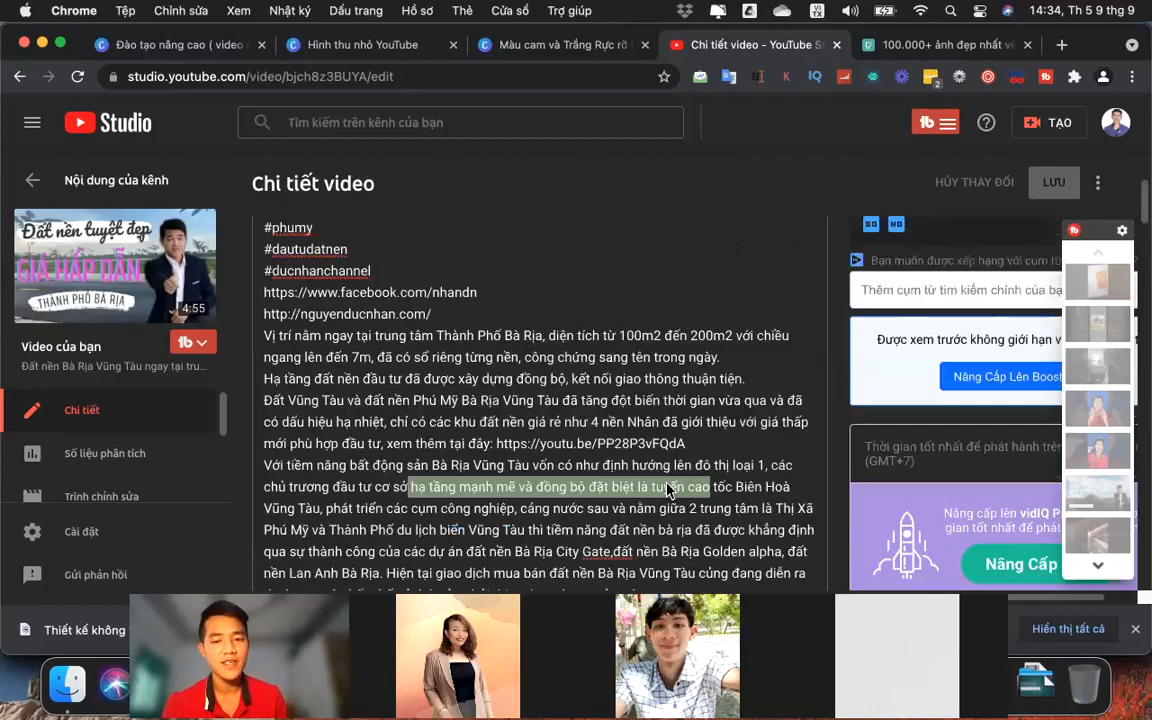 Chrome Tệp Chỉnh sửa Xem Nhật ký Dấu trang Hồ sơ Thẻ Cửa sổ Trợ giúp 14:34, Th 5 9 thg 9
Đào tạo nâng cao ( video Hình thu nhỏ YouTube Màu cam và Trắng Rực rỡ Chi tiết video - YouTube S 100.000+ ảnh đẹp nhất v
studio.youtube.com/video/bjch8z3BUYA/edit
Studio
Tìm kiếm trên kênh của bạn
TẠO
Nội dung của kênh
Chi tiết video
HỦY THAY ĐỔI
LƯU
Đất nền tuyệt đẹp
GIÁ HẤP DẪN
THÀNH PHỐ BÀ RỊA
4:55
Video của bạn
Đất nền Bà Rịa Vũng Tàu ngay tại tru...
Chi tiết
Số liệu phân tích
Trình chỉnh sửa
Cài đặt
Gửi phản hồi
#phumy
#dautudatnen
#ducnhanchannel
https://www.facebook.com/nhandn
http://nguyenducnhan.com/
Vị trí nằm ngay tại trung tâm Thành Phố Bà Rịa, diện tích từ 100m2 đến 200m2 với chiều
ngang lên đến 7m, đã có sổ riêng từng nền, công chứng sang tên trong ngày.
Hạ tầng đất nền đầu tư đã được xây dựng đồng bộ, kết nối giao thông thuận tiện.
Đất Vũng Tàu và đất nền Phú Mỹ Bà Rịa Vũng Tàu đã tăng đột biến thời gian vừa qua và đã
có dấu hiệu hạ nhiệt, chỉ có các khu đất nền giá rẻ như 4 nền Nhân đã giới thiệu với giá thấp
mới phù hợp đầu tư, xem thêm tại đây: https://youtu.be/PP28P3vFQdA
Với tiềm năng bất động sản Bà Rịa Vũng Tàu vốn có như định hướng lên đô thị loại 1, các
chủ trương đầu tư cơ sở hạ tầng mạnh mẽ và đồng bộ đặt biệt là tuyến cao tốc Biên Hoà
Vũng Tàu, phát triển các cụm công nghiệp, cảng nước sau và nằm giữa 2 trung tâm là Thị Xã
Phú Mỹ và Thành Phố du lịch biển Vũng Tàu thì tiềm năng đất nền bà rịa đã được khẳng định
qua sự thành công của các dự án đất nền Bà Rịa City Gate,đất nền Bà Rịa Golden alpha, đất
nền Lan Anh Bà Rịa. Hiện tại giao dịch mua bán đất nền Bà Rịa Vũng Tàu củng đang diễn ra
SD HD
Bạn muốn được xếp hạng với cụm từ
Thêm cụm từ tìm kiếm chính của bạ
Được xem trước không giới hạn v
Nâng Cấp Lên Boost
Thời gian tốt nhất để phát hành trê
(GMT+7)
Nâng cấp lên vidIQ P
gian tốt nhất để phát
Nâng Cấp
Thiết kế không
Hiển thị tất cả